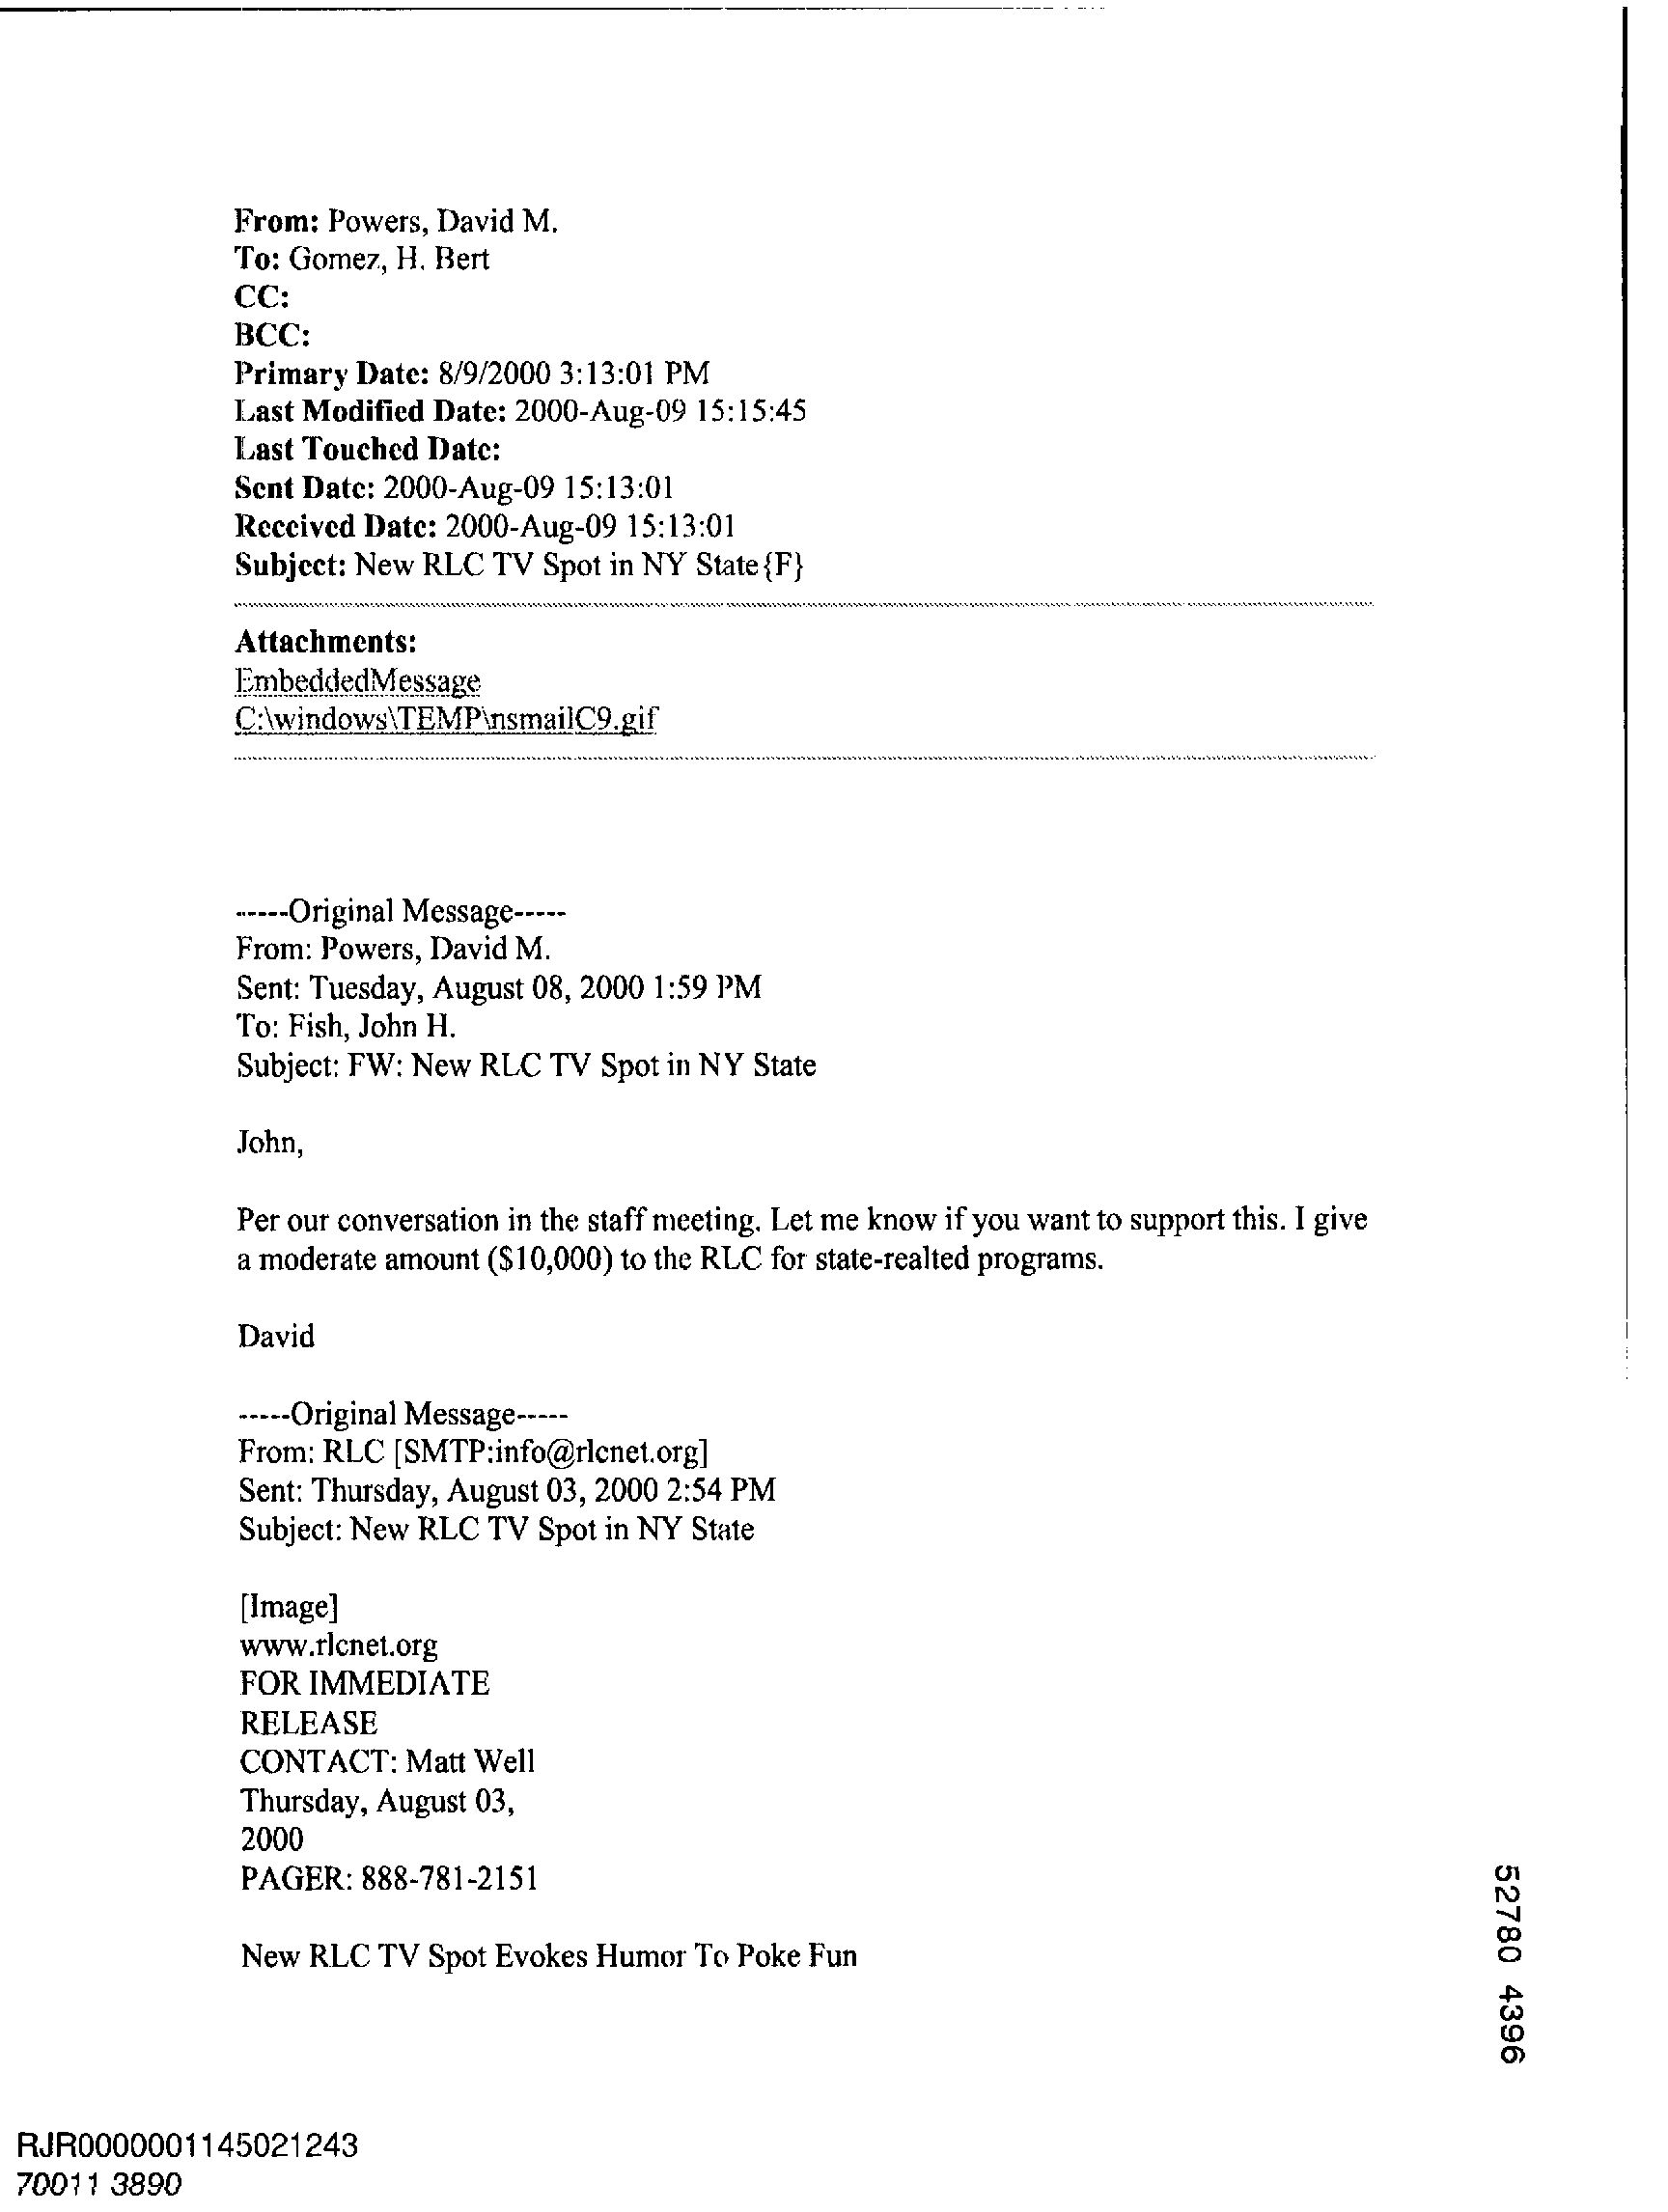 From: Powers, David M.
To: Gomez, H. Bert
CC:
BCC:
Primary Date: 8/9/2000 3:13:01 PM
Last Modified Date: 2000-Aug-09 15:15:45
Last Touched Date:
Sent Date: 2000-Aug-09 15:13:01
Received Date: 2000-Aug-09 15:13:01
Subject: New RLC TV Spot in NY State{F}
Attachments:
EmbeddedMessage
C:\windows\TEMP\nsmailC9.gif
-----Original Message-----
From: Powers, David M.
Sent: Tuesday, August 08, 2000 1:59 PM
To: Fish, John H.
Subject: FW: New RLC TV Spot in NY State
John,
Per our conversation in the staff meeting. Let me know if you want to support this. I give
a moderate amount ($10,000) to the RLC for state-realted programs.
David
-----Original Message-----
From: RLC [SMTP:info@rlcnet.org]
Sent: Thursday, August 03, 2000 2:54 PM
Subject: New RLC TV Spot in NY State
[Image]
www.rlcnet.org
FOR IMMEDIATE
RELEASE
CONTACT: Matt Well
Thursday, August 03,
2000
PAGER: 888-781-2151
New RLC TV Spot Evokes Humor To Poke Fun
52780 4396
RJR0000001145021243
70011 3890